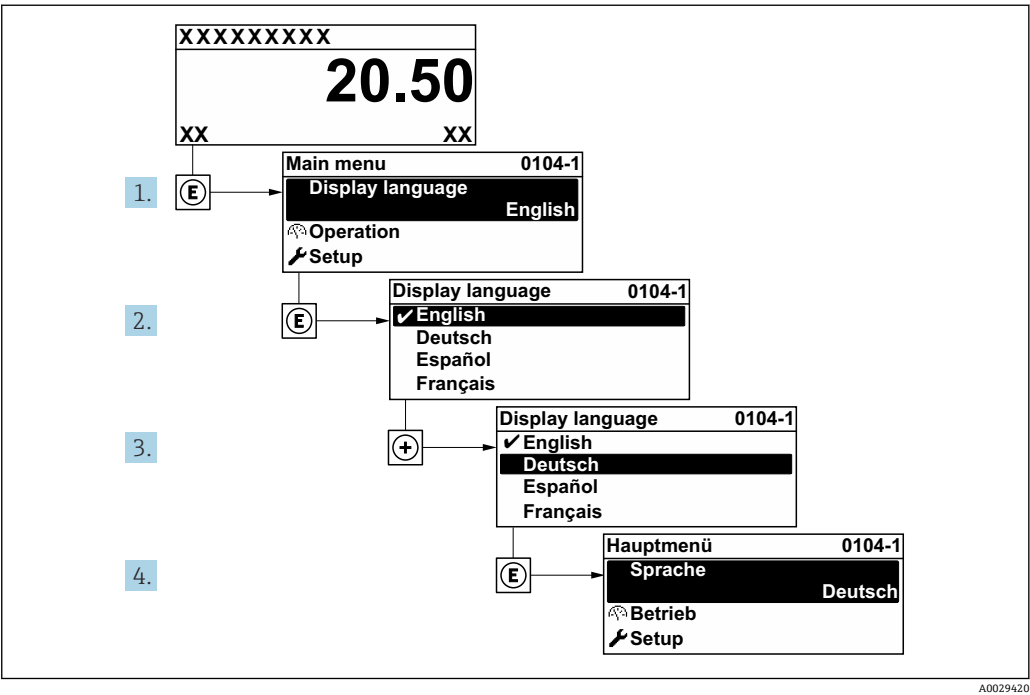 XXXXXXXXX
20.50
XX XX
1. E
Main menu 0104-1
Display language
English
Operation
Setup
2. E
Display language 0104-1
✔English
Deutsch
Español
Français
3. +
Display language 0104-1
✔English
Deutsch
Español
Français
4. E
Hauptmenü 0104-1
Sprache
Deutsch
Betrieb
Setup
A0029420